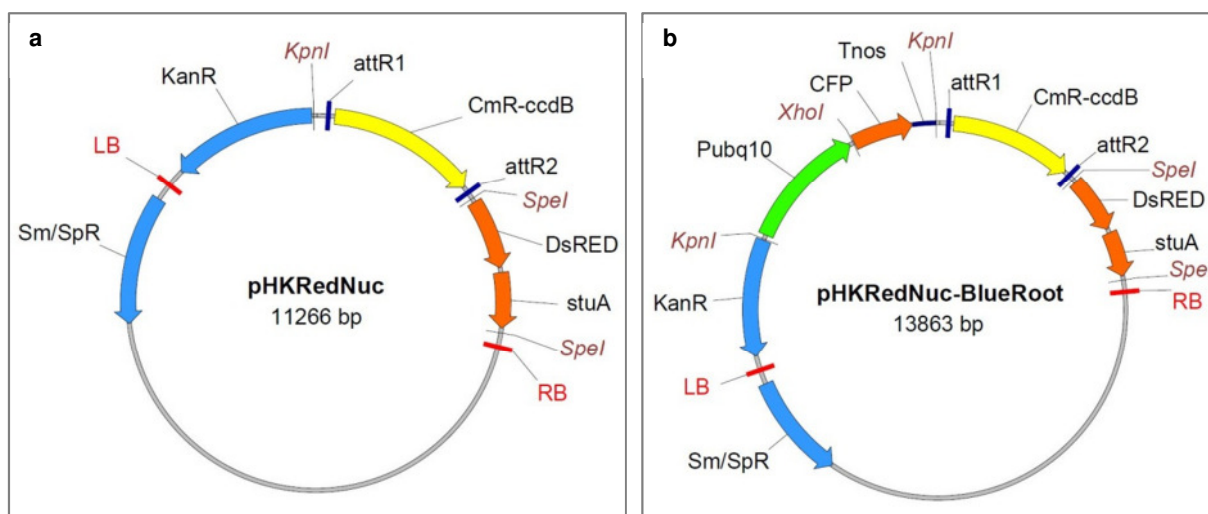 a
KpnI
attR1
KanR
CmR-ccdB
LB
attR2
SpeI
Sm/SpR
DsRED
pHKRedNuc
11266 bp
stuA
SpeI
RB
b
KpnI
Tnos
attR1
CFP
CmR-ccdB
XhoI
Pubq10
attR2
SpeI
DsRED
KpnI
stuA
Spe
KanR
pHKRedNuc-BlueRoot
13863 bp
RB
LB
Sm/SpR